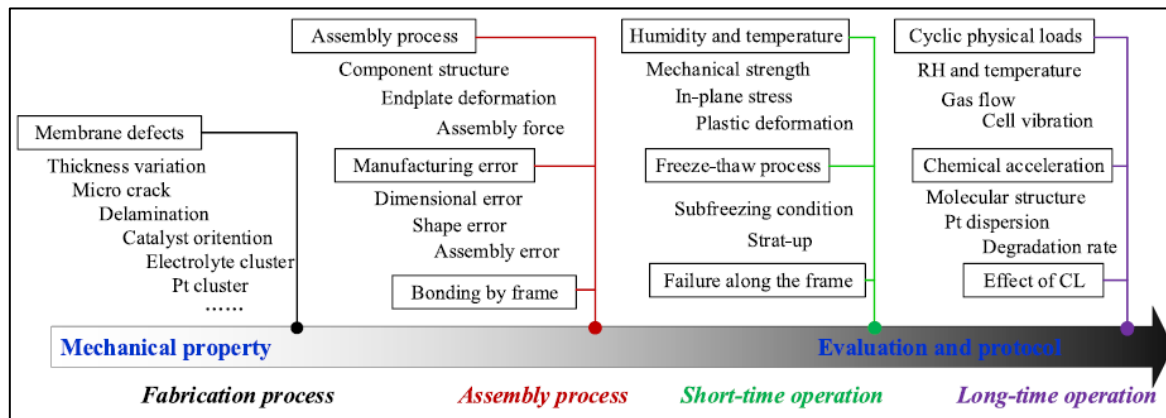 Membrane defects
Thickness variation
Micro crack
Delamination
Catalyst oritention
Electrolyte cluster
Pt cluster
......
Assembly process
Component structure
Endplate deformation
Assembly force
Manufacturing error
Dimensional error
Shape error
Assembly error
Bonding by frame
Humidity and temperature
Mechanical strength
In-plane stress
Plastic deformation
Freeze-thaw process
Subfreezing condition
Strat-up
Failure along the frame
Cyclic physical loads
RH and temperature
Gas flow
Cell vibration
Chemical acceleration
Molecular structure
Pt dispersion
Degradation rate
Effect of CL
Mechanical property
Evaluation and protocol
Fabrication process
Assembly process
Short-time operation
Long-time operation